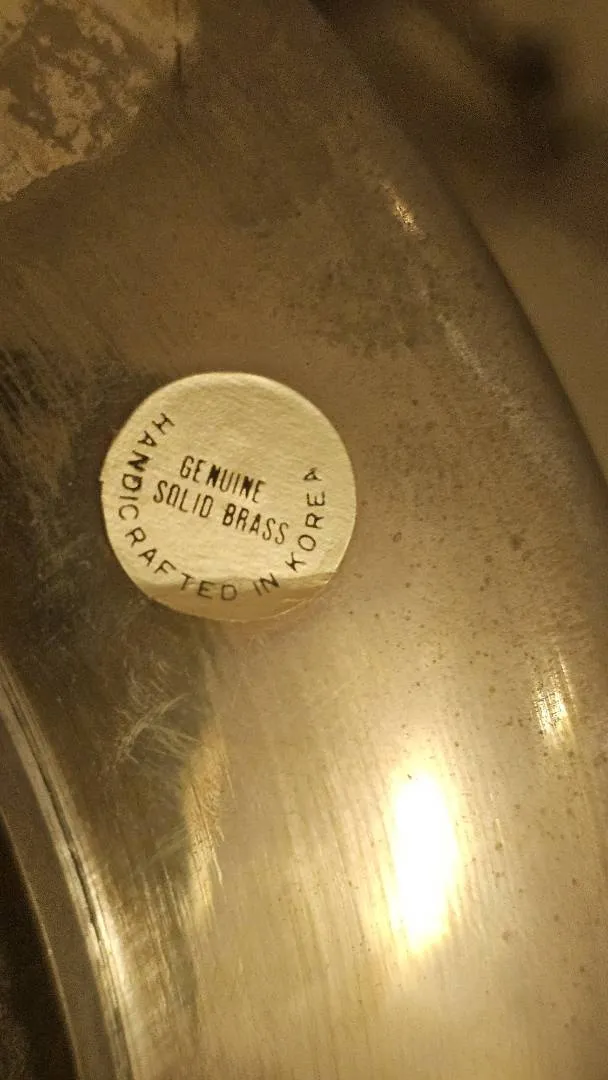 GENUINE
SOLID BRASS
HANDICRAFTED IN KOREA